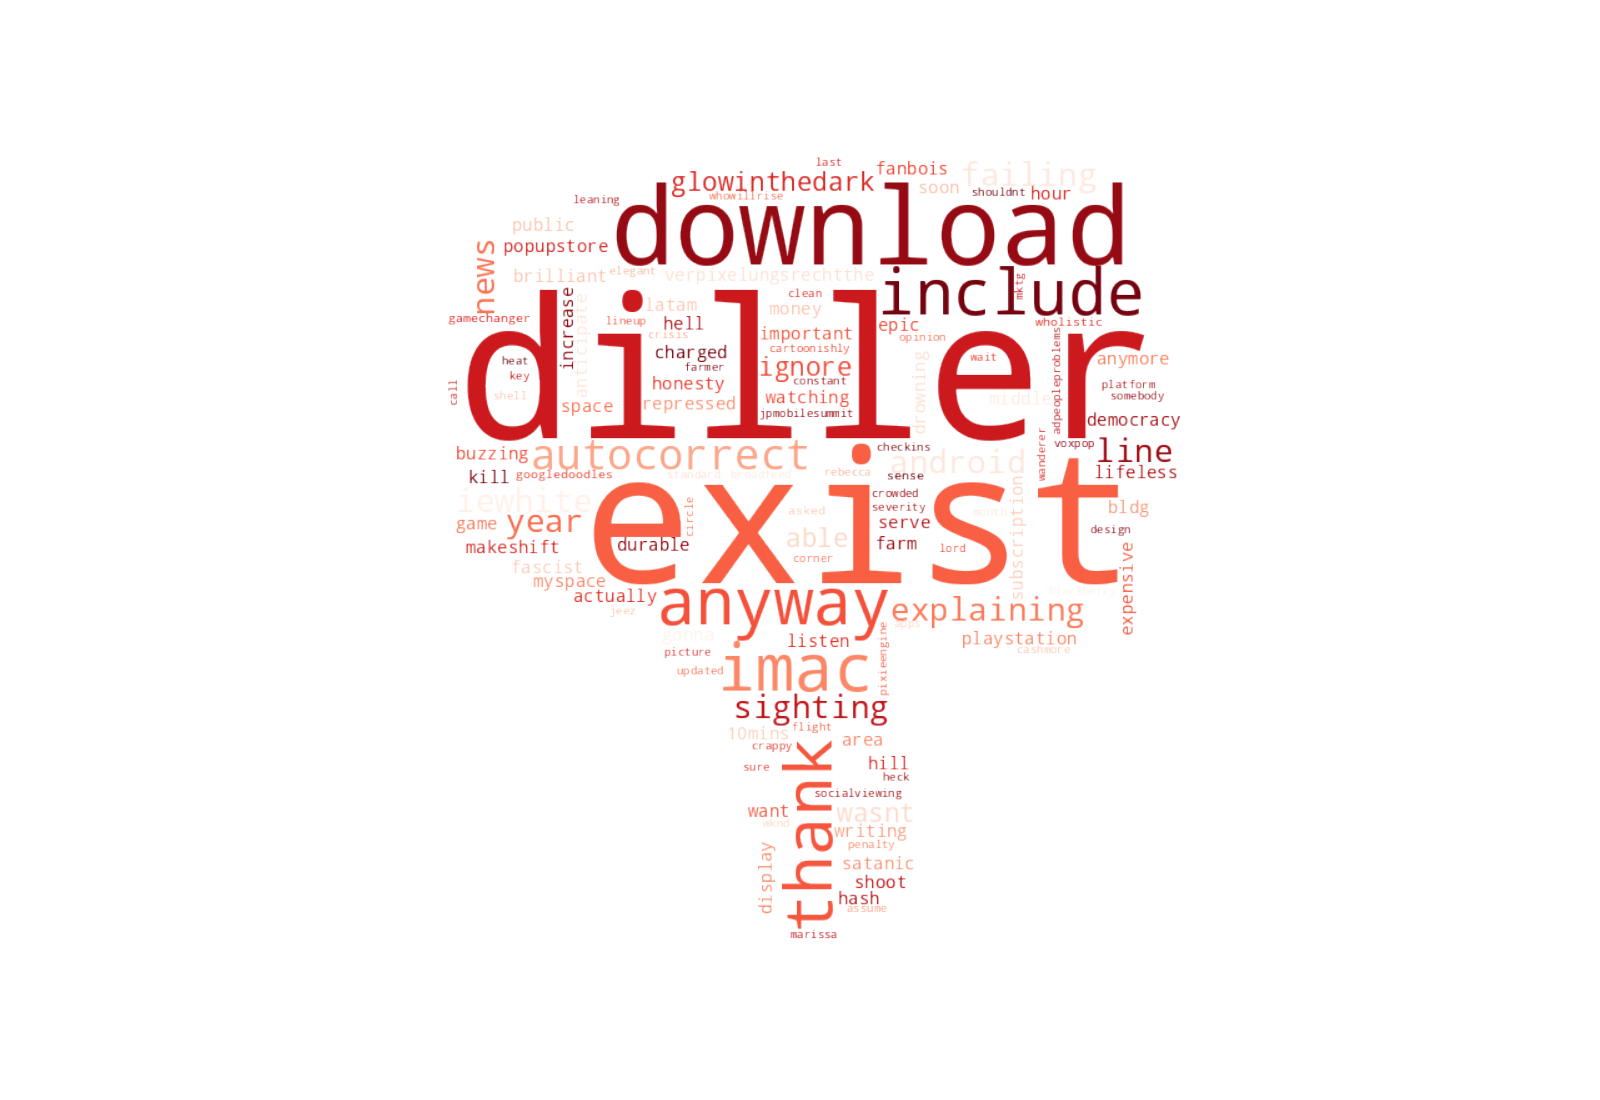 last
glowinthedark
fanbois
failing
soon
shouldnt
hour
whowillrise
leaning
download
public
popupstore
news
brilliant
elegant
verpixelungsrechtthe
include
mktg
increase
anticipate
latam
clean
money
gamechanger
lineup
hell
crisis
important
epic
opinion
wholistic
diller
heat
key
shell
call
charged
farmer
cartoonishly
ignore
honesty
constant
watching
space
repressed
jpmobilesummit
drowning
wait
middle
adpeopleproblems
anymore
platform
somebody
democracy
buzzing
autocorrect
checkins
voxpop
wanderer
line
kill
googledoodles
standard
broadfeed
rebecca
android
sense
lifeless
iewhite
exist
circle
crowded
severity
month
subscription
bldg
game
year
asked
able
serve
design
makeshift
durable
corner
farm
lord
expensive
fascist
myspace
actually
jeez
anyway
explaining
blackberry
apps
gonna
listen
pixieengine
playstation
cashmore
picture
updated
imac
sighting
10mins
flight
crappy
area
sure
thank
hill
heck
socialviewing
want
wknd
wasnt
writing
penalty
display
satanic
shoot
hash
assume
marissa